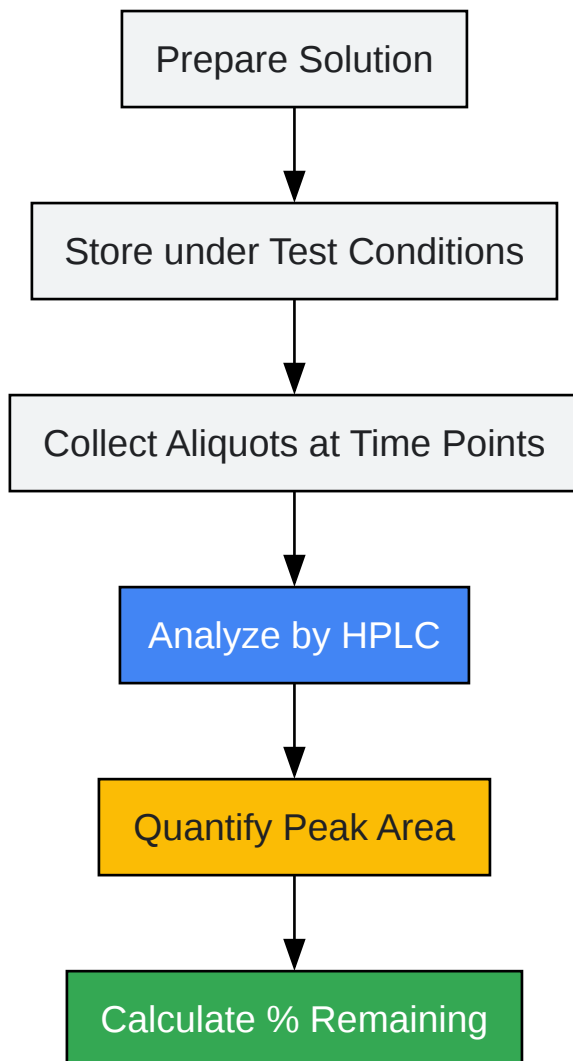 Prepare Solution
Store under Test Conditions
Collect Aliquots at Time Points
Analyze by HPLC
Quantify Peak Area
Calculate % Remaining